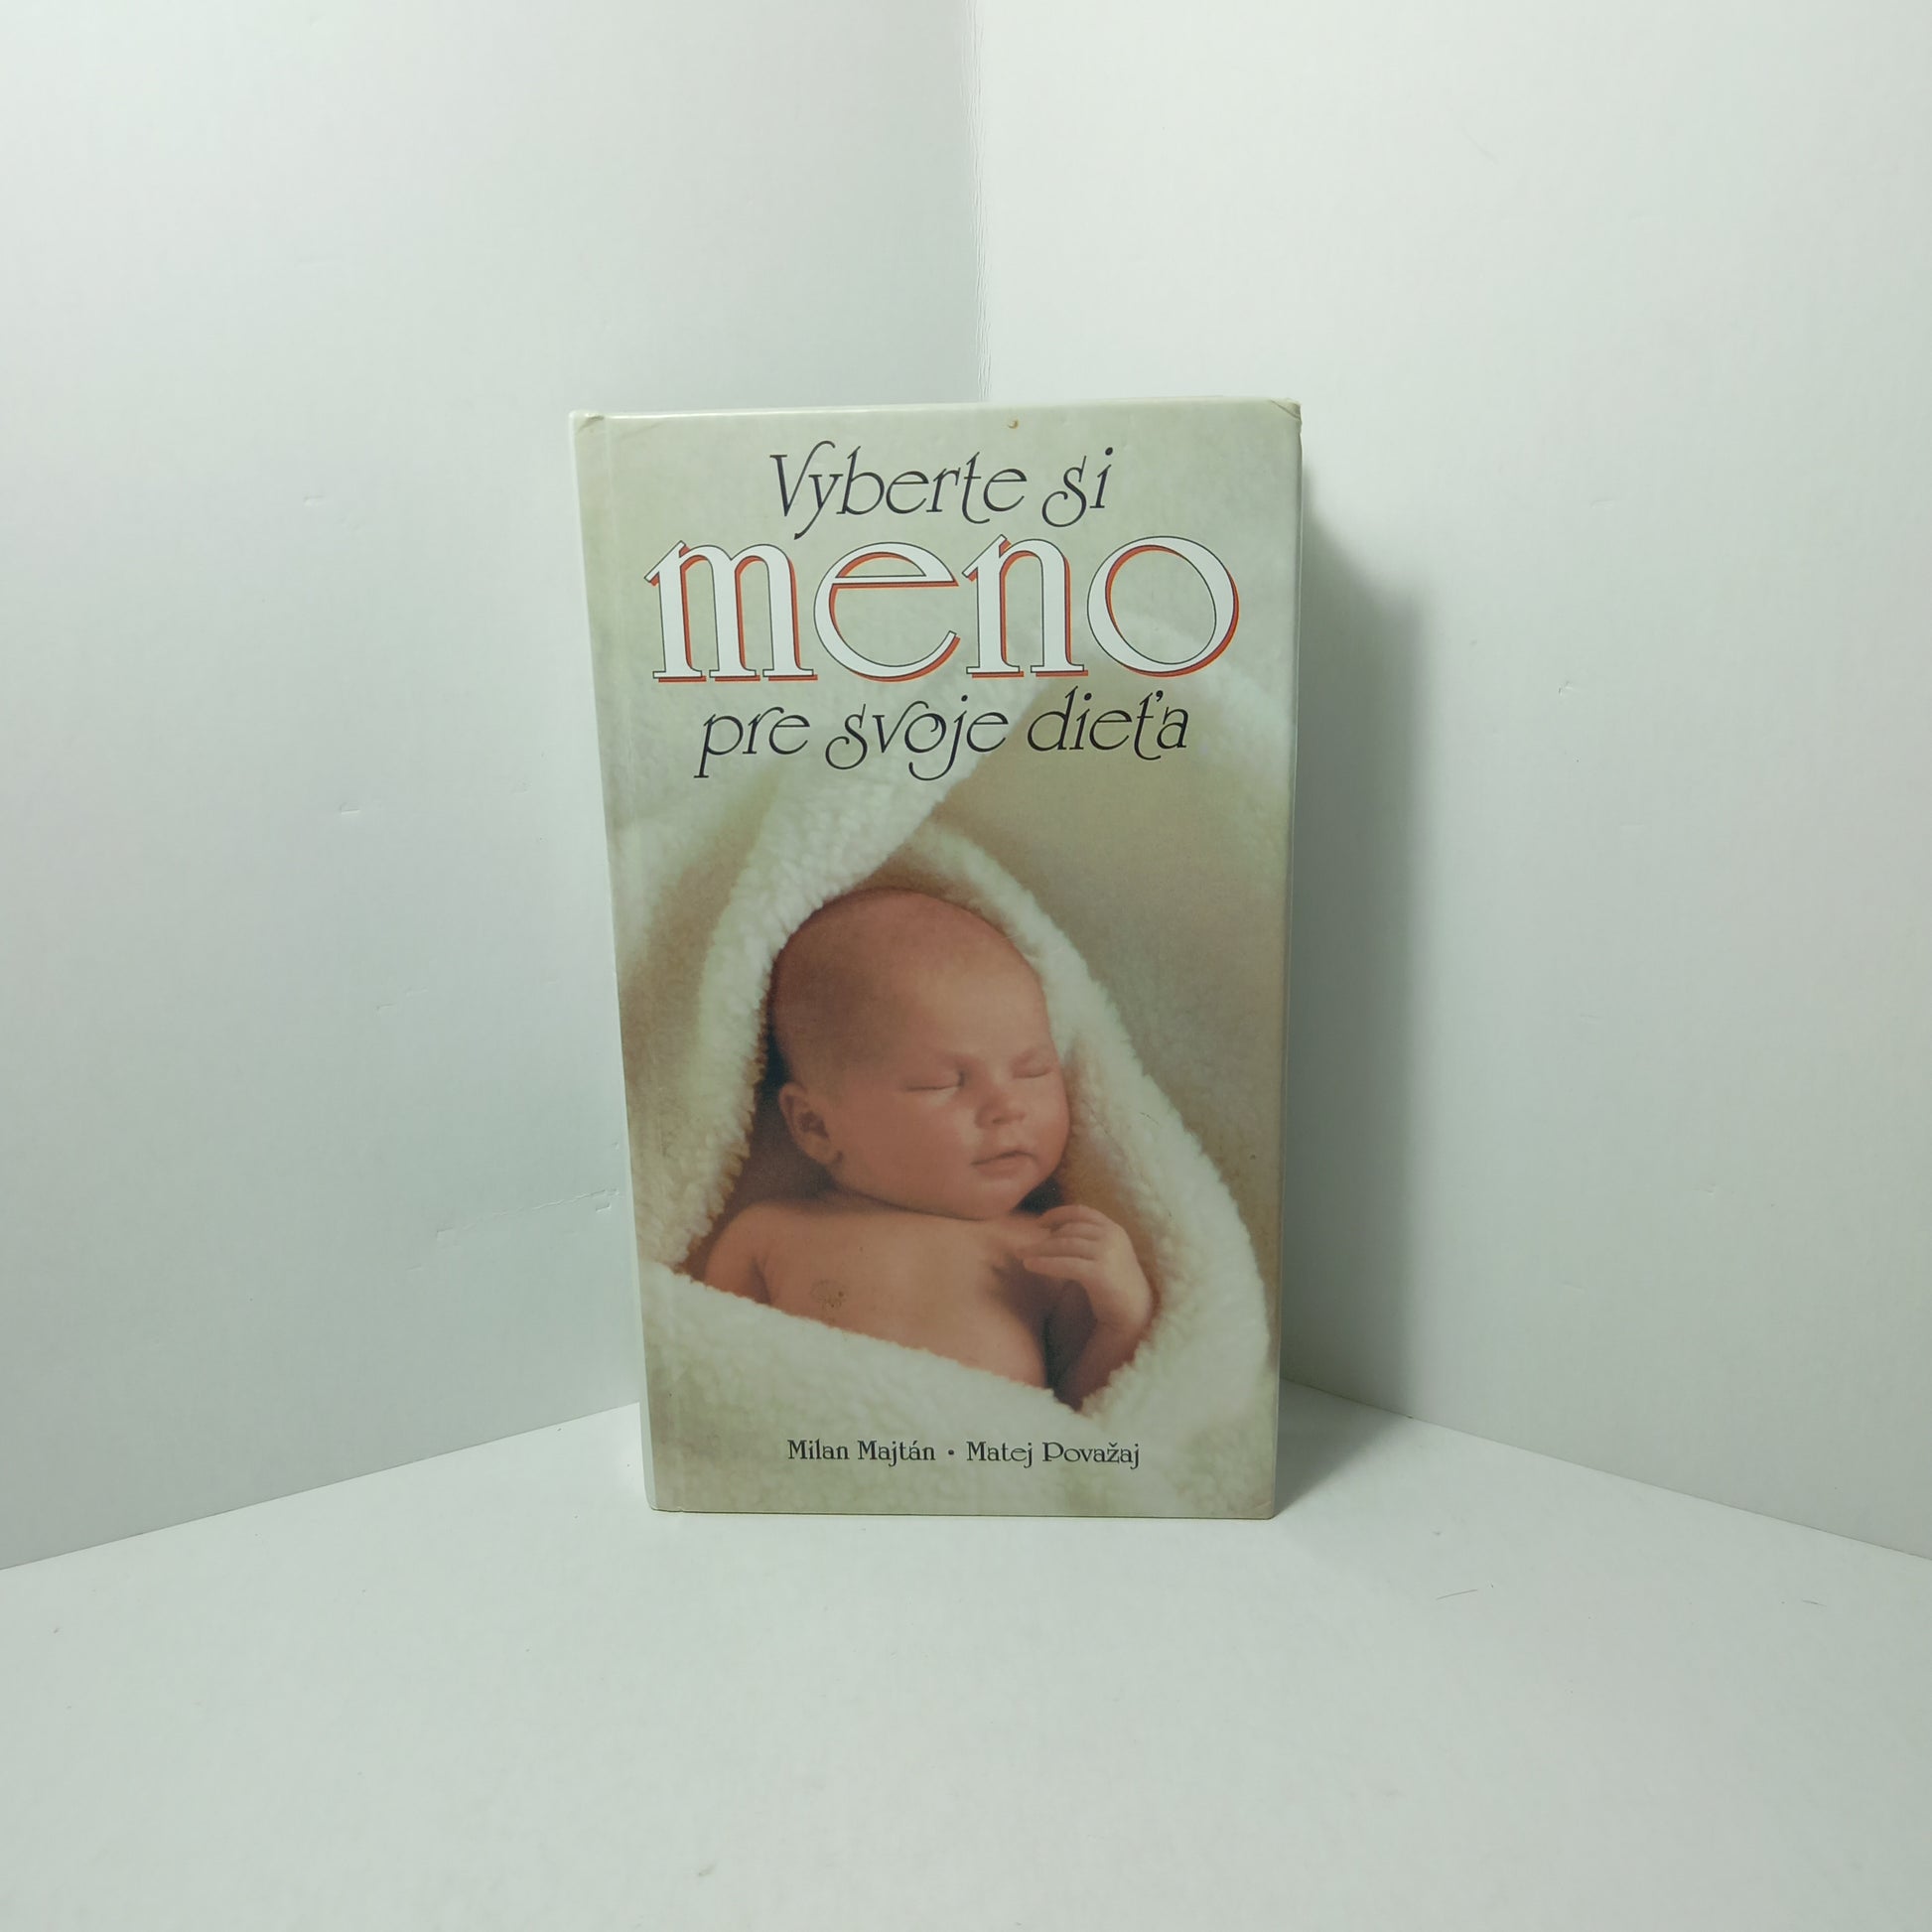 Vyberte si
meno
pre svoje dieťa
Milan Majtán • Matej Považaj